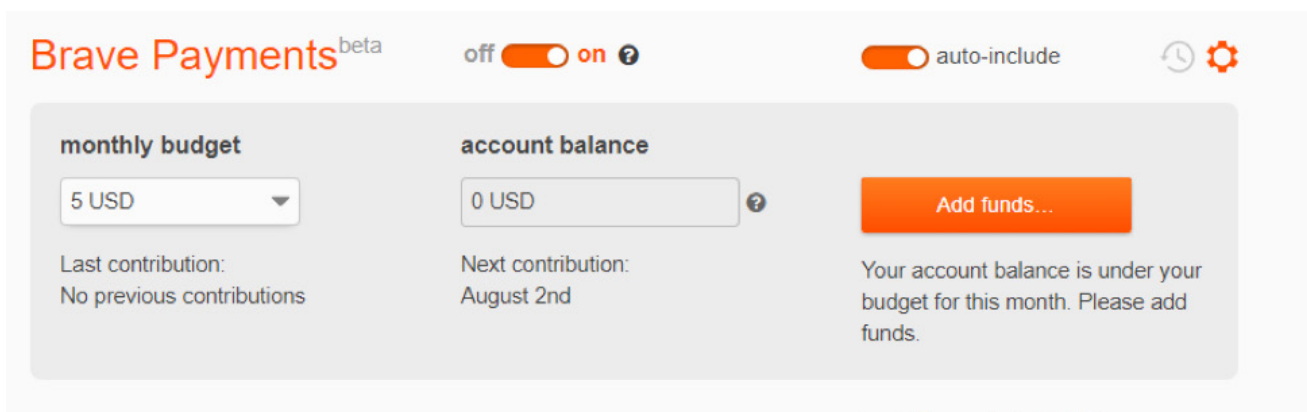 Brave Payments beta off on ? auto-include
monthly budget account balance
5 USD 0 USD ? Add funds...
Last contribution: Next contribution: Your account balance is under your
No previous contributions August 2nd budget for this month. Please add
funds.